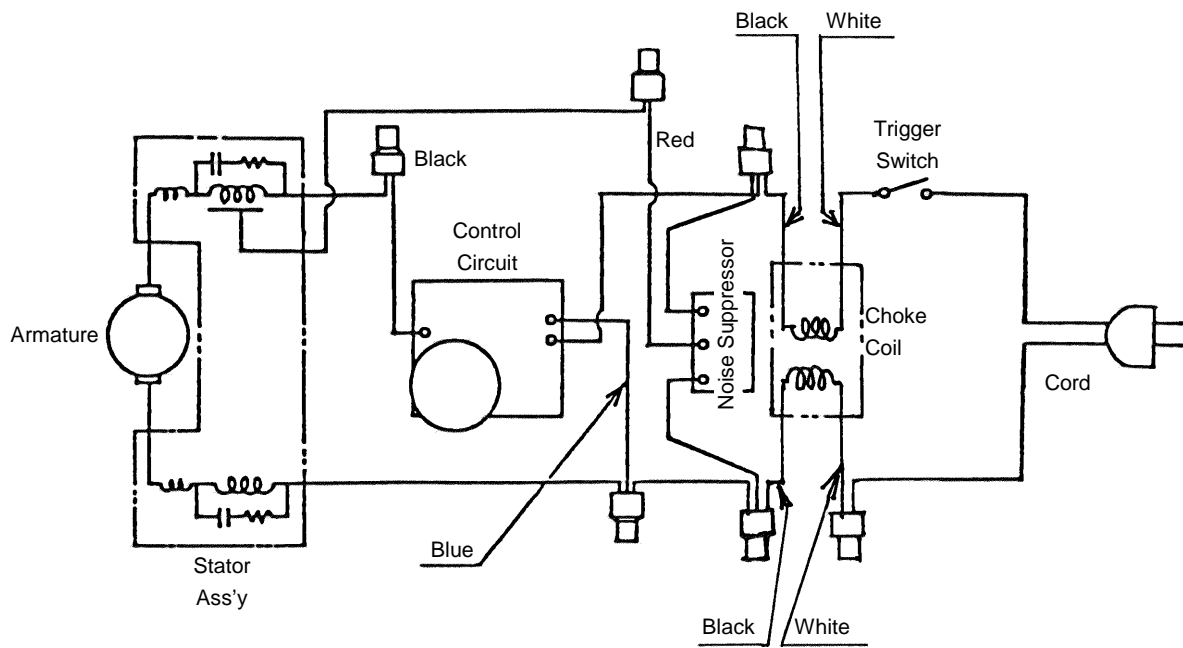 Black
White
Trigger
Switch
Red
Black
Control
Circuit
Armature
Noise Suppressor
Choke
Coil
Cord
Blue
Stator
Ass'y
Black
White